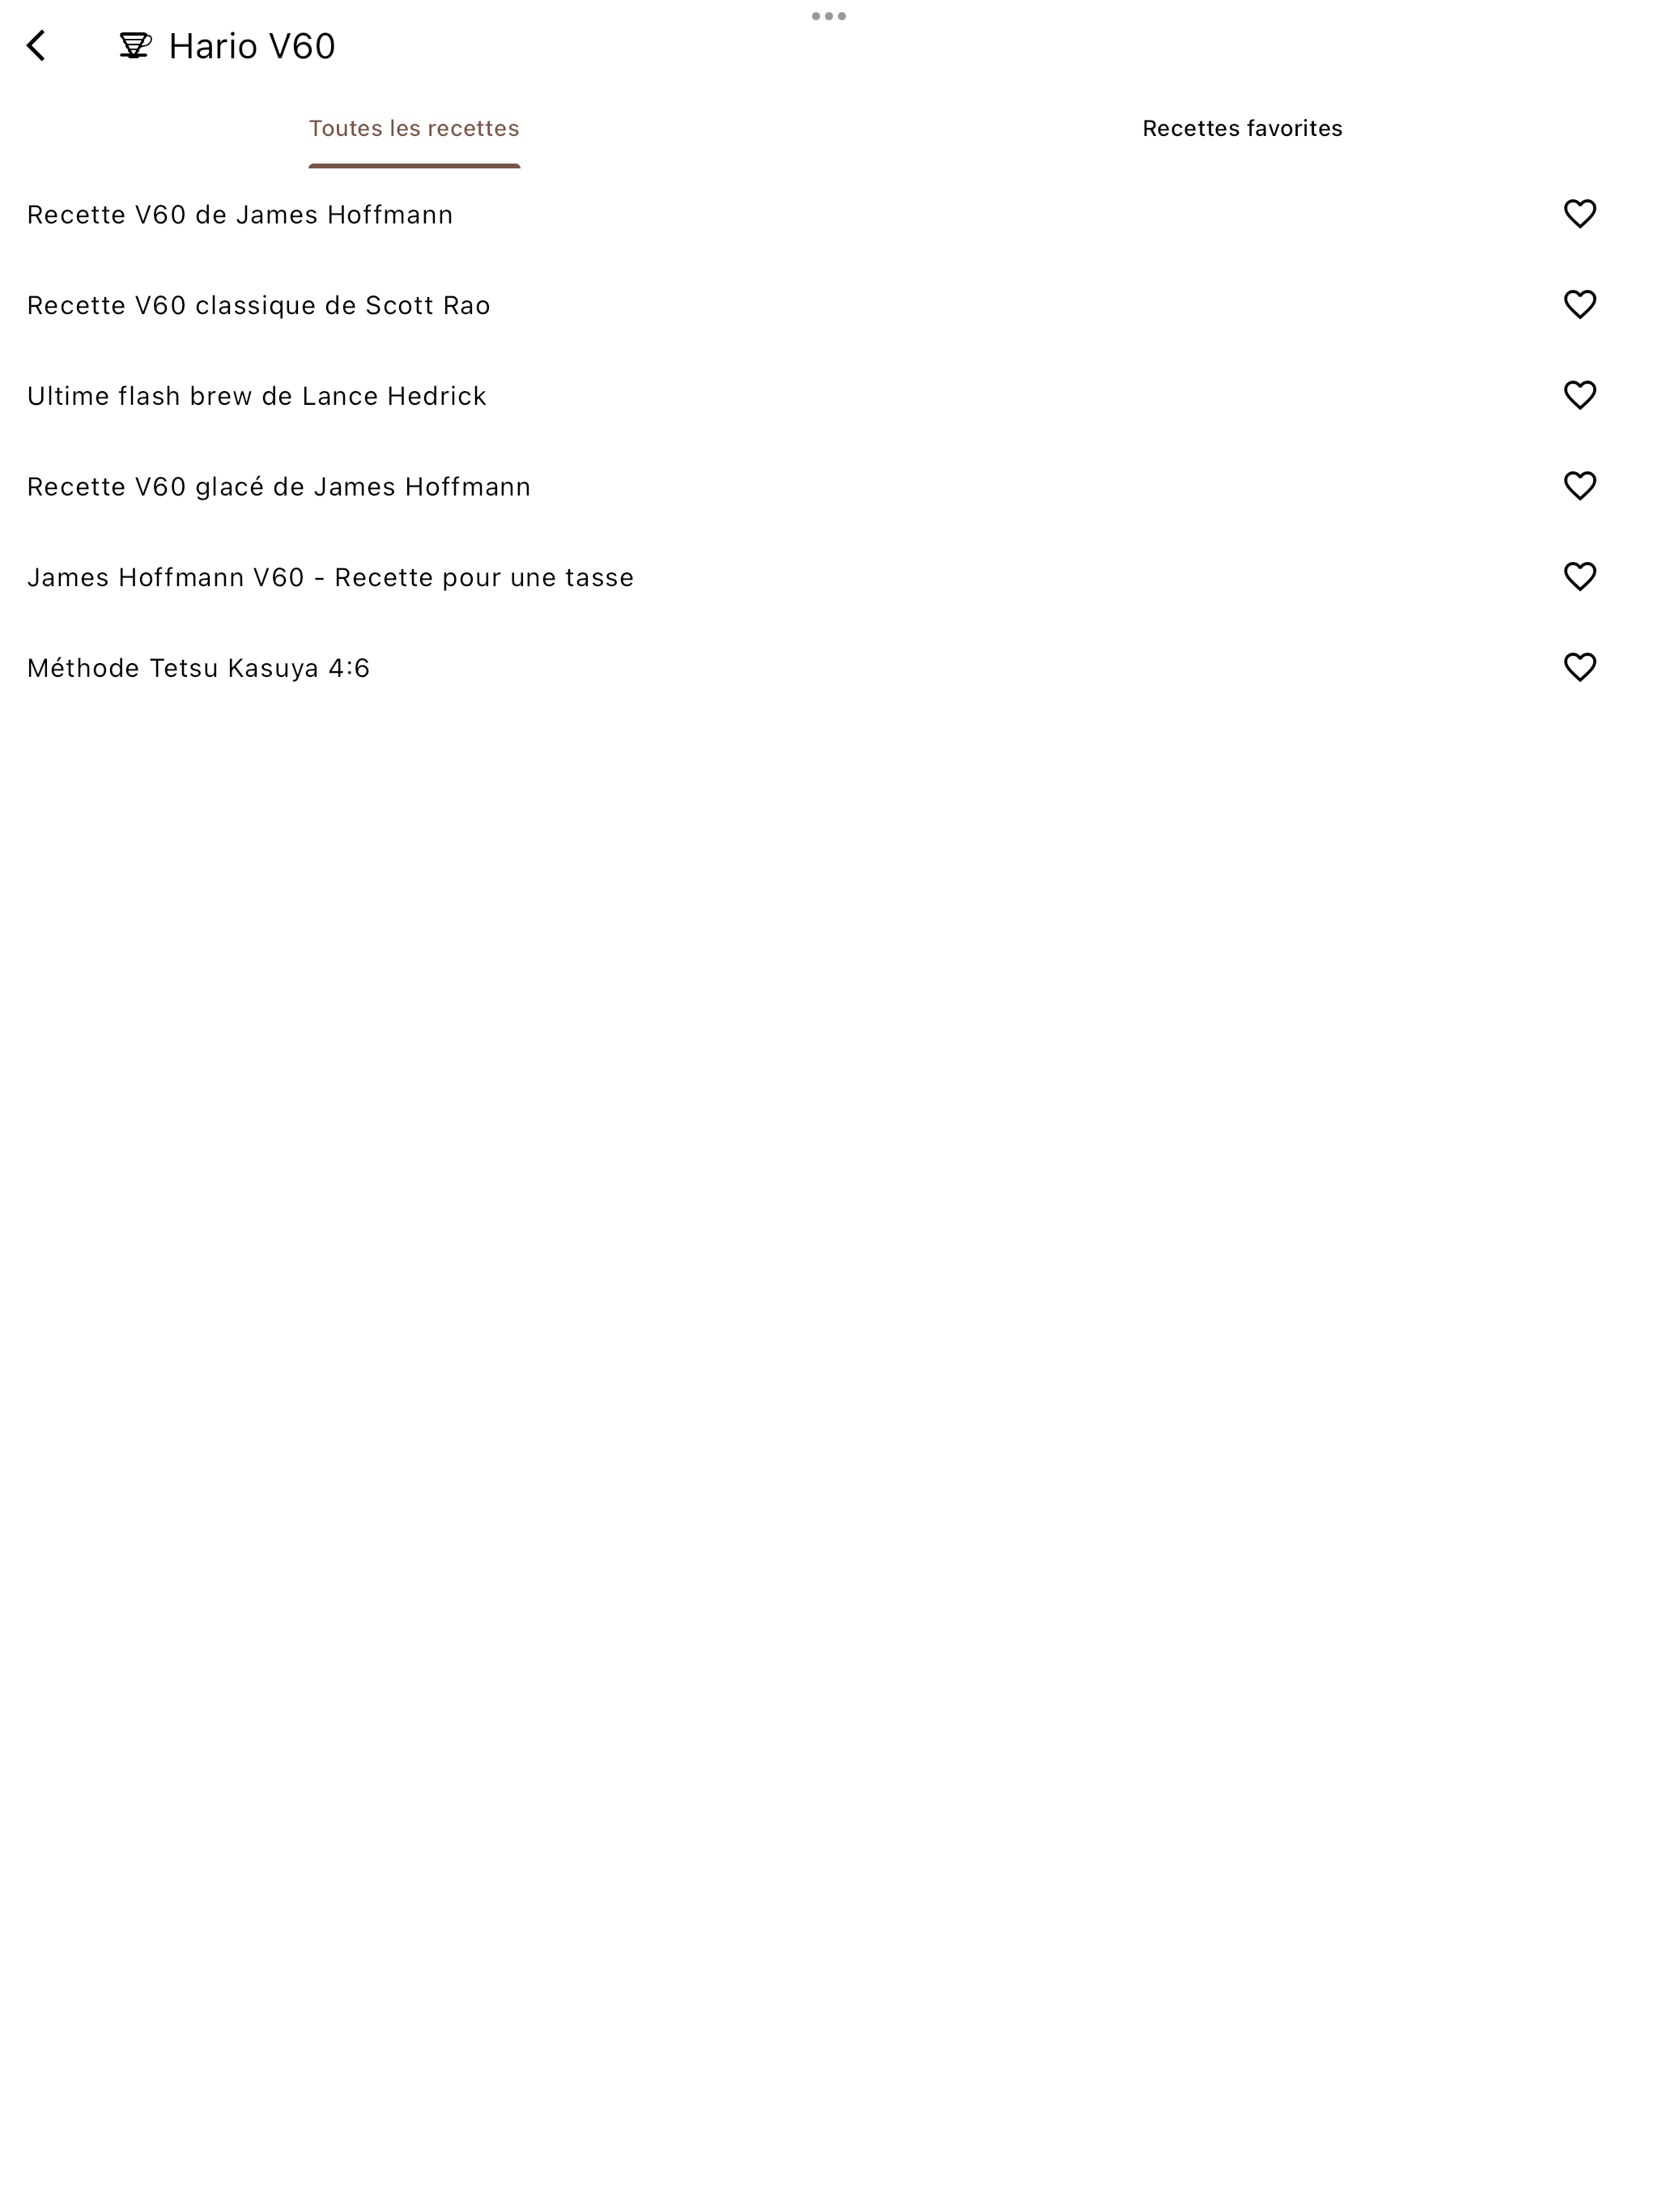 Hario V60
Toutes les recettes
Recettes favorites
Recette V60 de James Hoffmann
Recette V60 classique de Scott Rao
Ultime flash brew de Lance Hedrick
Recette V60 glacé de James Hoffmann
James Hoffmann V60 - Recette pour une tasse
Méthode Tetsu Kasuya 4:6